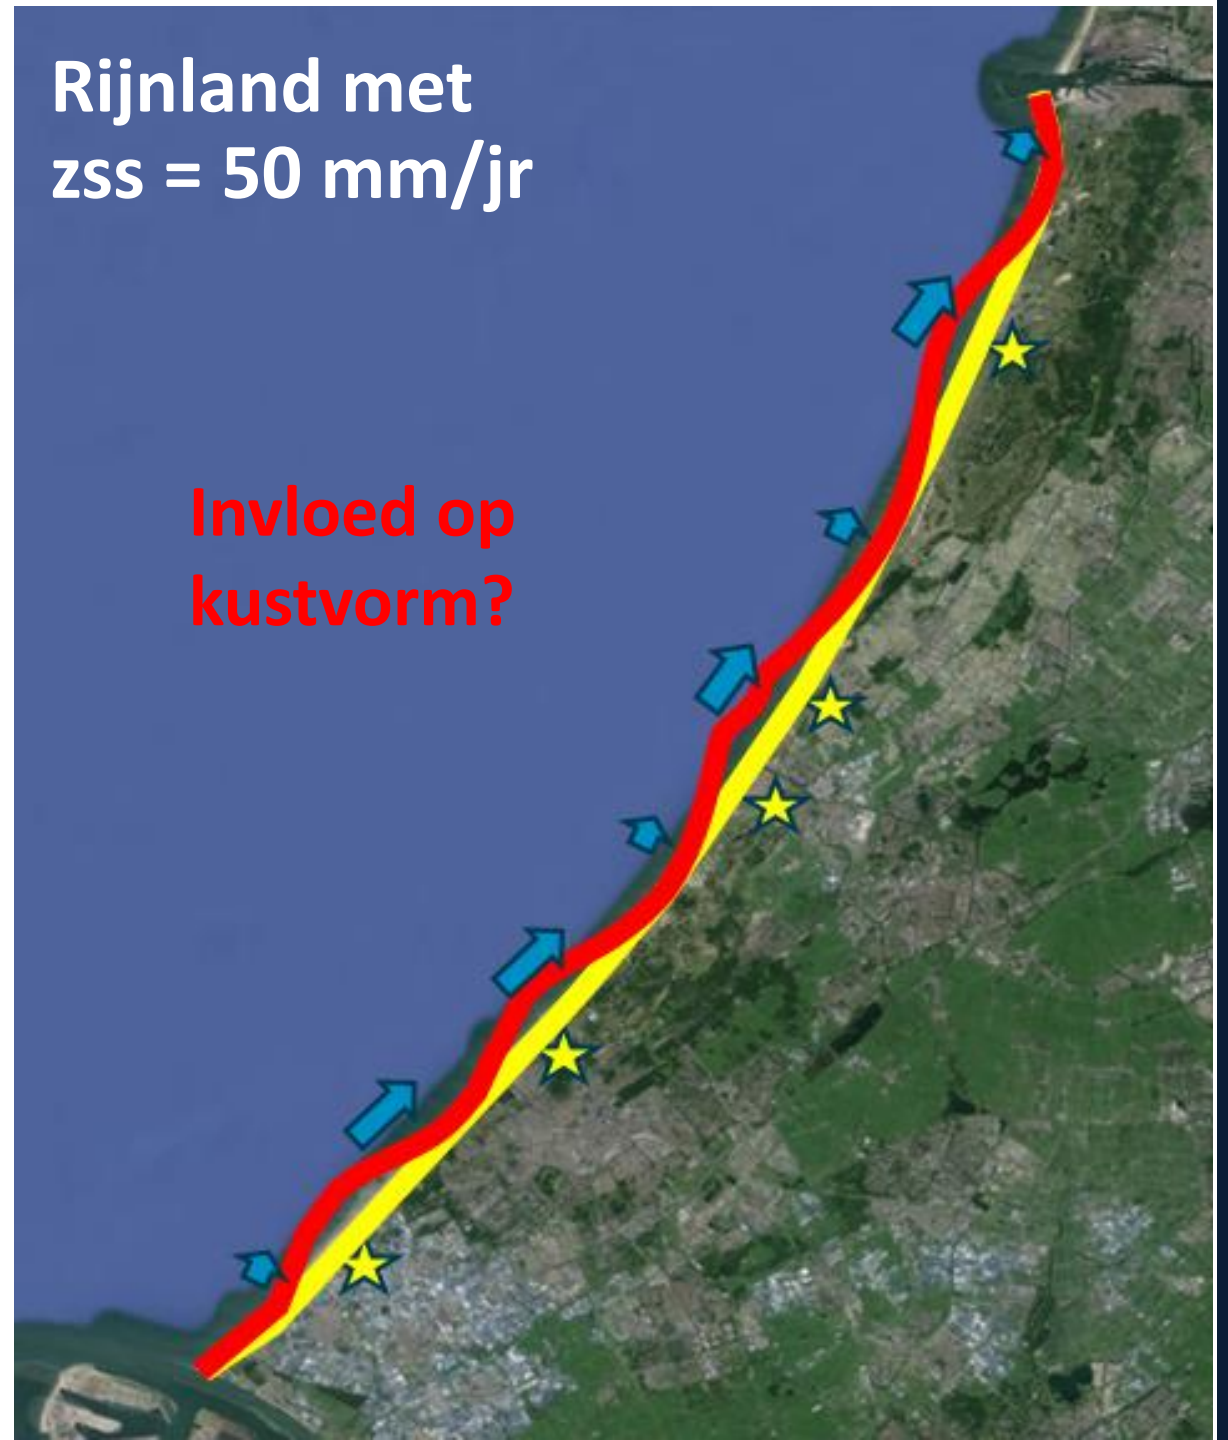 Rijnland met
zss = 50 mm/jr
Invloed op
kustvorm?